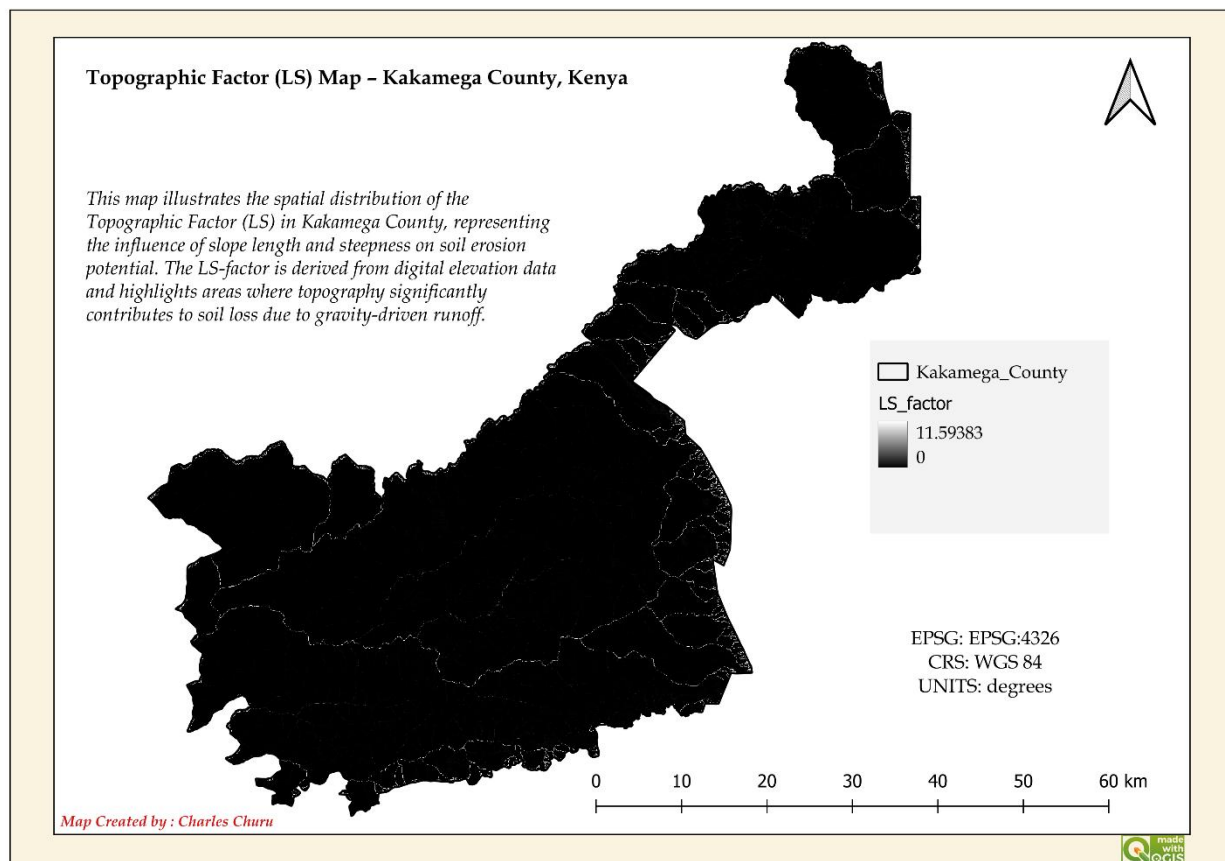 Topographic Factor (LS) Map – Kakamega County, Kenya
This map illustrates the spatial distribution of the
Topographic Factor (LS) in Kakamega County, representing
the influence of slope length and steepness on soil erosion
potential. The LS-factor is derived from digital elevation data
and highlights areas where topography significantly
contributes to soil loss due to gravity-driven runoff.
Kakamega_County
LS_factor
11.59383
0
EPSG: EPSG:4326
CRS: WGS 84
UNITS: degrees
0 10 20 30 40 50 60 km
Map Created by : Charles Churu
made
with
QGIS